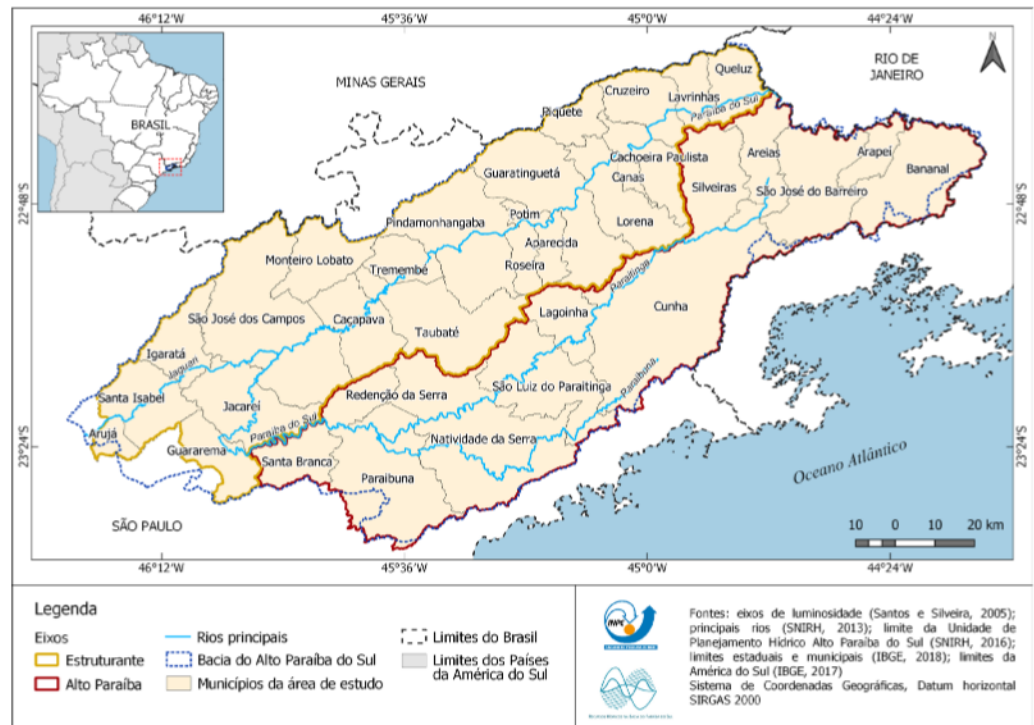 46°12'W 45°36'W 45°0'W 24°24'W
N
MINAS GERAIS
RIO DE
JANEIRO
BRASIL
Queluz
Cruzeiro
Lavrinhas
Piquete
Paraíba do Sul
Cachoeira Paulista
Areias
Arapeí
Bananal
Guaratinguetá
Canas
Silveiras
São José do Barreiro
22°48'S 22°48'S
Pindamonhangaba
Potim
Lorena
Aparecida
Monteiro Lobato
Tremembé
Roseira
Paraitinga
São José dos Campos
Caçapava
Taubaté
Lagoinha
Cunha
Igaratá
Jaguari
Paraibuna
Santa Isabel
Jacareí
Redenção da Serra
São Luiz do Paraitinga
Arujá
Paraíba do Sul
Natividade da Serra
23°24'S 23°24'S
Guararema
Santa Branca
Paraibuna
Oceano Atlântico
SÃO PAULO
10 0 10 20 km
46°12'W 45°36'W 45°0'W 44°24'W
Legenda
Eixos
Estruturante
Alto Paraíba
Rios principais
Bacia do Alto Paraíba do Sul
Municípios da área de estudo
Limites do Brasil
Limites dos Países
da América do Sul
INPE
Fontes: eixos de luminosidade (Santos e Silveira, 2005);
principais rios (SNIRH, 2013); limite da Unidade de
Planejamento Hídrico Alto Paraíba do Sul (SNIRH, 2016);
limites estaduais e municipais (IBGE, 2018); limites da
América do Sul (IBGE, 2017)
Sistema de Coordenadas Geográficas, Datum horizontal
SIRGAS 2000